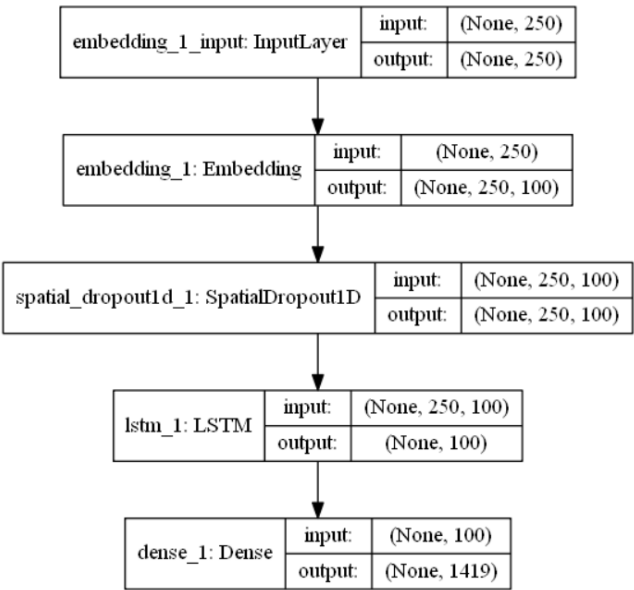 embedding_1_input: InputLayer
input: (None, 250)
output: (None, 250)
embedding_1: Embedding
input: (None, 250)
output: (None, 250, 100)
spatial_dropout1d_1: SpatialDropout1D
input: (None, 250, 100)
output: (None, 250, 100)
lstm_1: LSTM
input: (None, 250, 100)
output: (None, 100)
dense_1: Dense
input: (None, 100)
output: (None, 1419)